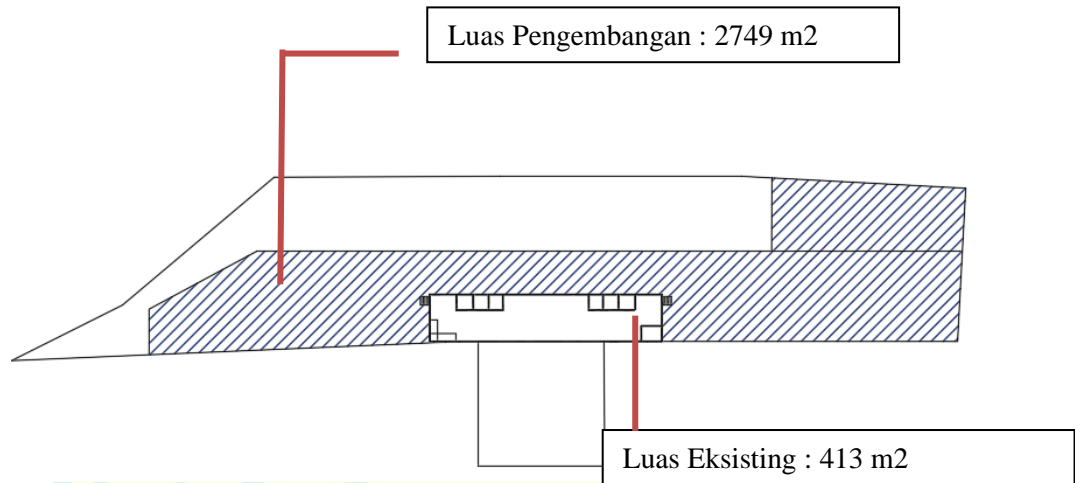 Luas Pengembangan : 2749 m2
Luas Eksisting : 413 m2